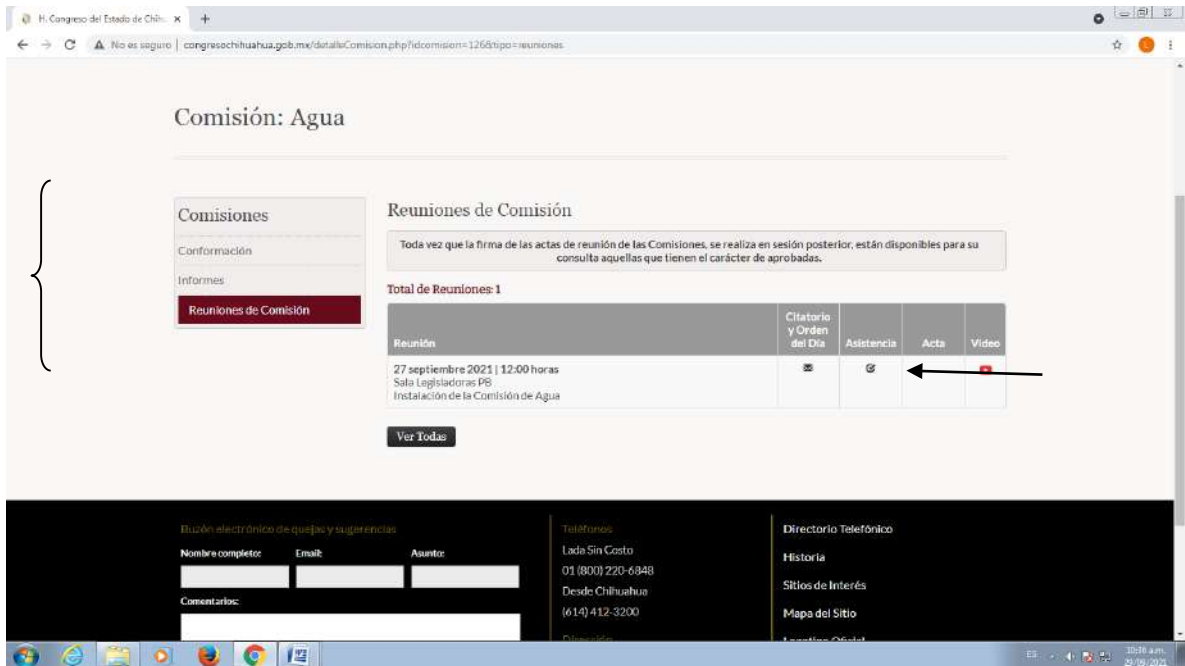 H. Congreso del Estado de Chih
No es seguro | congresochihuahua.gob.mx/detalleComision.php?idcomision=126&tipo=reuniones
Comisión: Agua
Comisiones
Conformación
Informes
Reuniones de Comisión
Reuniones de Comisión
Toda vez que la firma de las actas de reunión de las Comisiones, se realiza en sesión posterior, están disponibles para su
consulta aquellas que tienen el carácter de aprobadas.
Total de Reuniones: 1
Reunión
Citatorio
y Orden
del Día
Asistencia
Acta
Video
27 septiembre 2021 | 12:00 horas
Sala Legisladoras PB
Instalación de la Comisión de Agua
Ver Todas
Buzón electrónico de quejas y sugerencias
Nombre completo:
Email:
Asunto:
Comentarios:
Teléfonos
Lada Sin Costo
01 (800) 220-6848
Desde Chihuahua
(614) 412-3200
Dirección
Directorio Telefónico
Historia
Sitios de Interés
Mapa del Sitio
ES
a.m.
29/09/2021